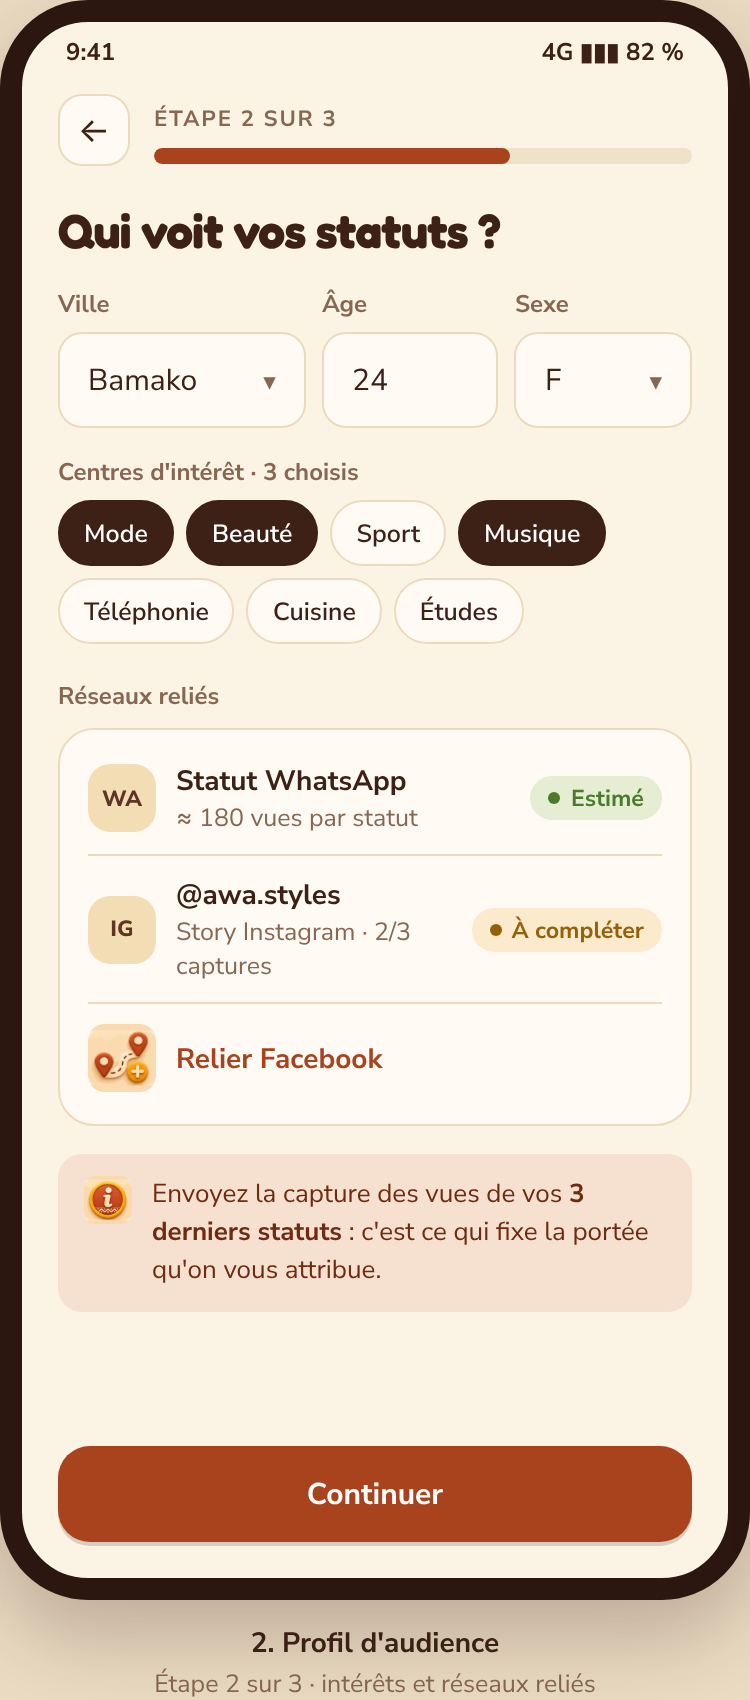 9:41
4G ▮▮▮ 82 %
←
ÉTAPE 2 SUR 3
Qui voit vos statuts ?
Ville
Âge
Sexe
Bamako ▾
24
F ▾
Centres d'intérêt · 3 choisis
Mode
Beauté
Sport
Musique
Téléphonie
Cuisine
Études
Réseaux reliés
WA
Statut WhatsApp
≈ 180 vues par statut
Estimé
IG
@awa.styles
Story Instagram · 2/3
captures
À compléter
Relier Facebook
Envoyez la capture des vues de vos 3
derniers statuts : c'est ce qui fixe la portée
qu'on vous attribue.
Continuer
2. Profil d'audience
Étape 2 sur 3 · intérêts et réseaux reliés